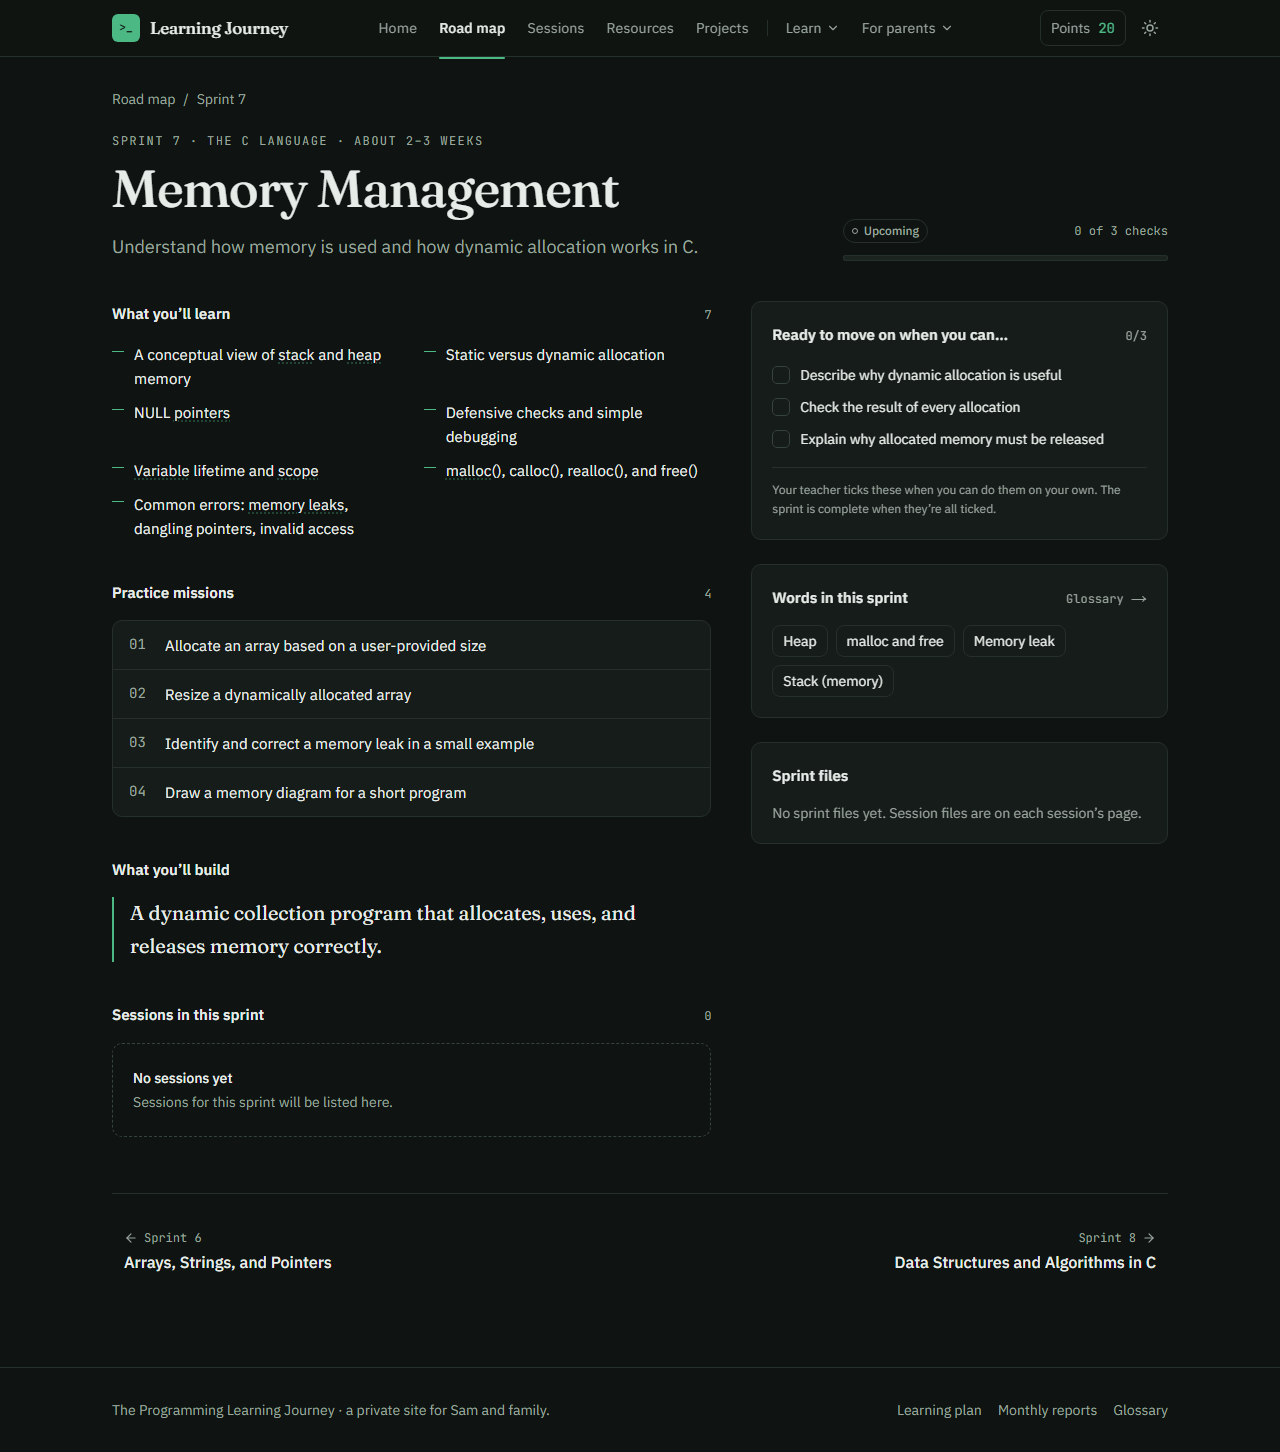 >_ Learning Journey
Home Road map Sessions Resources Projects Learn For parents Points 20
Road map / Sprint 7
SPRINT 7 · THE C LANGUAGE · ABOUT 2–3 WEEKS
Memory Management
Understand how memory is used and how dynamic allocation works in C.
Upcoming 0 of 3 checks
What you’ll learn 7
A conceptual view of stack and heap
memory
Static versus dynamic allocation
NULL pointers
Defensive checks and simple
debugging
Variable lifetime and scope
malloc(), calloc(), realloc(), and free()
Common errors: memory leaks,
dangling pointers, invalid access
Practice missions 4
01 Allocate an array based on a user-provided size
02 Resize a dynamically allocated array
03 Identify and correct a memory leak in a small example
04 Draw a memory diagram for a short program
What you’ll build
A dynamic collection program that allocates, uses, and
releases memory correctly.
Sessions in this sprint 0
No sessions yet
Sessions for this sprint will be listed here.
Ready to move on when you can… 0/3
Describe why dynamic allocation is useful
Check the result of every allocation
Explain why allocated memory must be released
Your teacher ticks these when you can do them on your own. The
sprint is complete when they’re all ticked.
Words in this sprint Glossary →
Heap malloc and free Memory leak
Stack (memory)
Sprint files
No sprint files yet. Session files are on each session’s page.
← Sprint 6
Arrays, Strings, and Pointers
Sprint 8 →
Data Structures and Algorithms in C
The Programming Learning Journey · a private site for Sam and family.
Learning plan Monthly reports Glossary